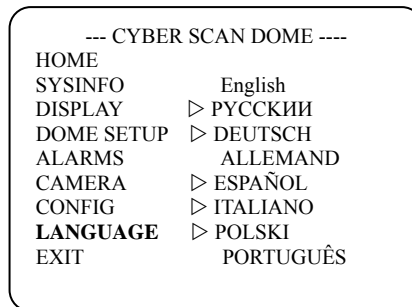 --- CYBER SCAN DOME ----
HOME
SYSINFO English
DISPLAY ▷ РУССКИИ
DOME SETUP ▷ DEUTSCH
ALARMS ALLEMAND
CAMERA ▷ ESPAÑOL
CONFIG ▷ ITALIANO
LANGUAGE ▷ POLSKI
EXIT PORTUGUÊS